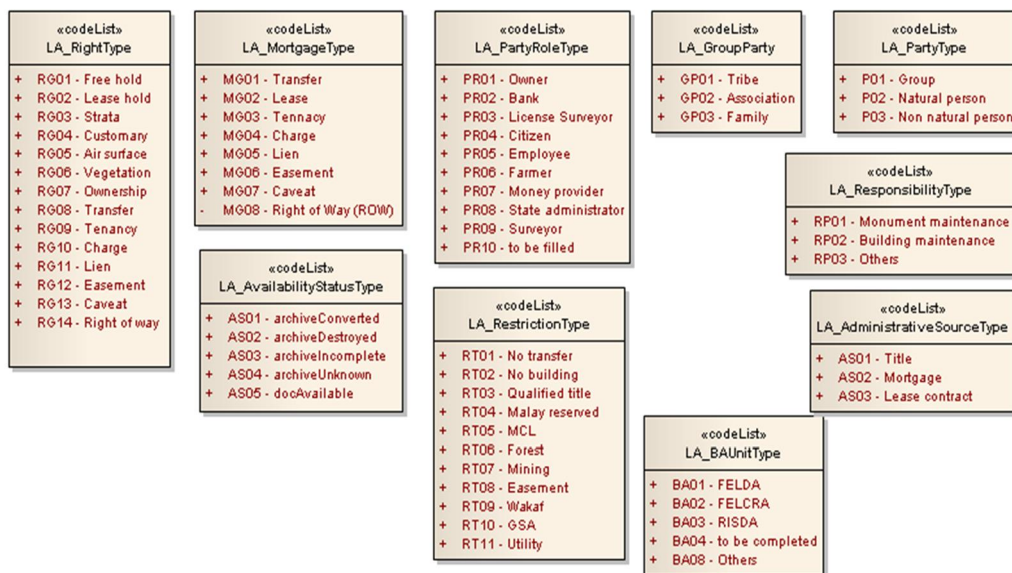 «codeList»
LA_RightType
+ RG01 - Free hold
+ RG02 - Lease hold
+ RG03 - Strata
+ RG04 - Customary
+ RG05 - Air surface
+ RG06 - Vegetation
+ RG07 - Ownership
+ RG08 - Transfer
+ RG09 - Tenancy
+ RG10 - Charge
+ RG11 - Lien
+ RG12 - Easement
+ RG13 - Caveat
+ RG14 - Right of way
«codeList»
LA_MortgageType
+ MG01 - Transfer
+ MG02 - Lease
+ MG03 - Tennacy
+ MG04 - Charge
+ MG05 - Lien
+ MG06 - Easement
+ MG07 - Caveat
- MG08 - Right of Way (ROW)
«codeList»
LA_AvailabilityStatusType
+ AS01 - archiveConverted
+ AS02 - archiveDestroyed
+ AS03 - archiveIncomplete
+ AS04 - archiveUnknown
+ AS05 - docAvailable
«codeList»
LA_PartyRoleType
+ PR01 - Owner
+ PR02 - Bank
+ PR03 - License Surveyor
+ PR04 - Citizen
+ PR05 - Employee
+ PR06 - Farmer
+ PR07 - Money provider
+ PR08 - State administrator
+ PR09 - Surveyor
+ PR10 - to be filled
«codeList»
LA_RestrictionType
+ RT01 - No transfer
+ RT02 - No building
+ RT03 - Qualified title
+ RT04 - Malay reserved
+ RT05 - MCL
+ RT06 - Forest
+ RT07 - Mining
+ RT08 - Easement
+ RT09 - Wakaf
+ RT10 - GSA
+ RT11 - Utility
«codeList»
LA_GroupParty
+ GP01 - Tribe
+ GP02 - Association
+ GP03 - Family
«codeList»
LA_PartyType
+ P01 - Group
+ P02 - Natural person
+ P03 - Non natural person
«codeList»
LA_ResponsibilityType
+ RP01 - Monument maintenance
+ RP02 - Building maintenance
+ RP03 - Others
«codeList»
LA_AdministrativeSourceType
+ AS01 - Title
+ AS02 - Mortgage
+ AS03 - Lease contract
«codeList»
LA_BAUnitType
+ BA01 - FELDA
+ BA02 - FELCRA
+ BA03 - RISDA
+ BA04 - to be completed
+ BA08 - Others